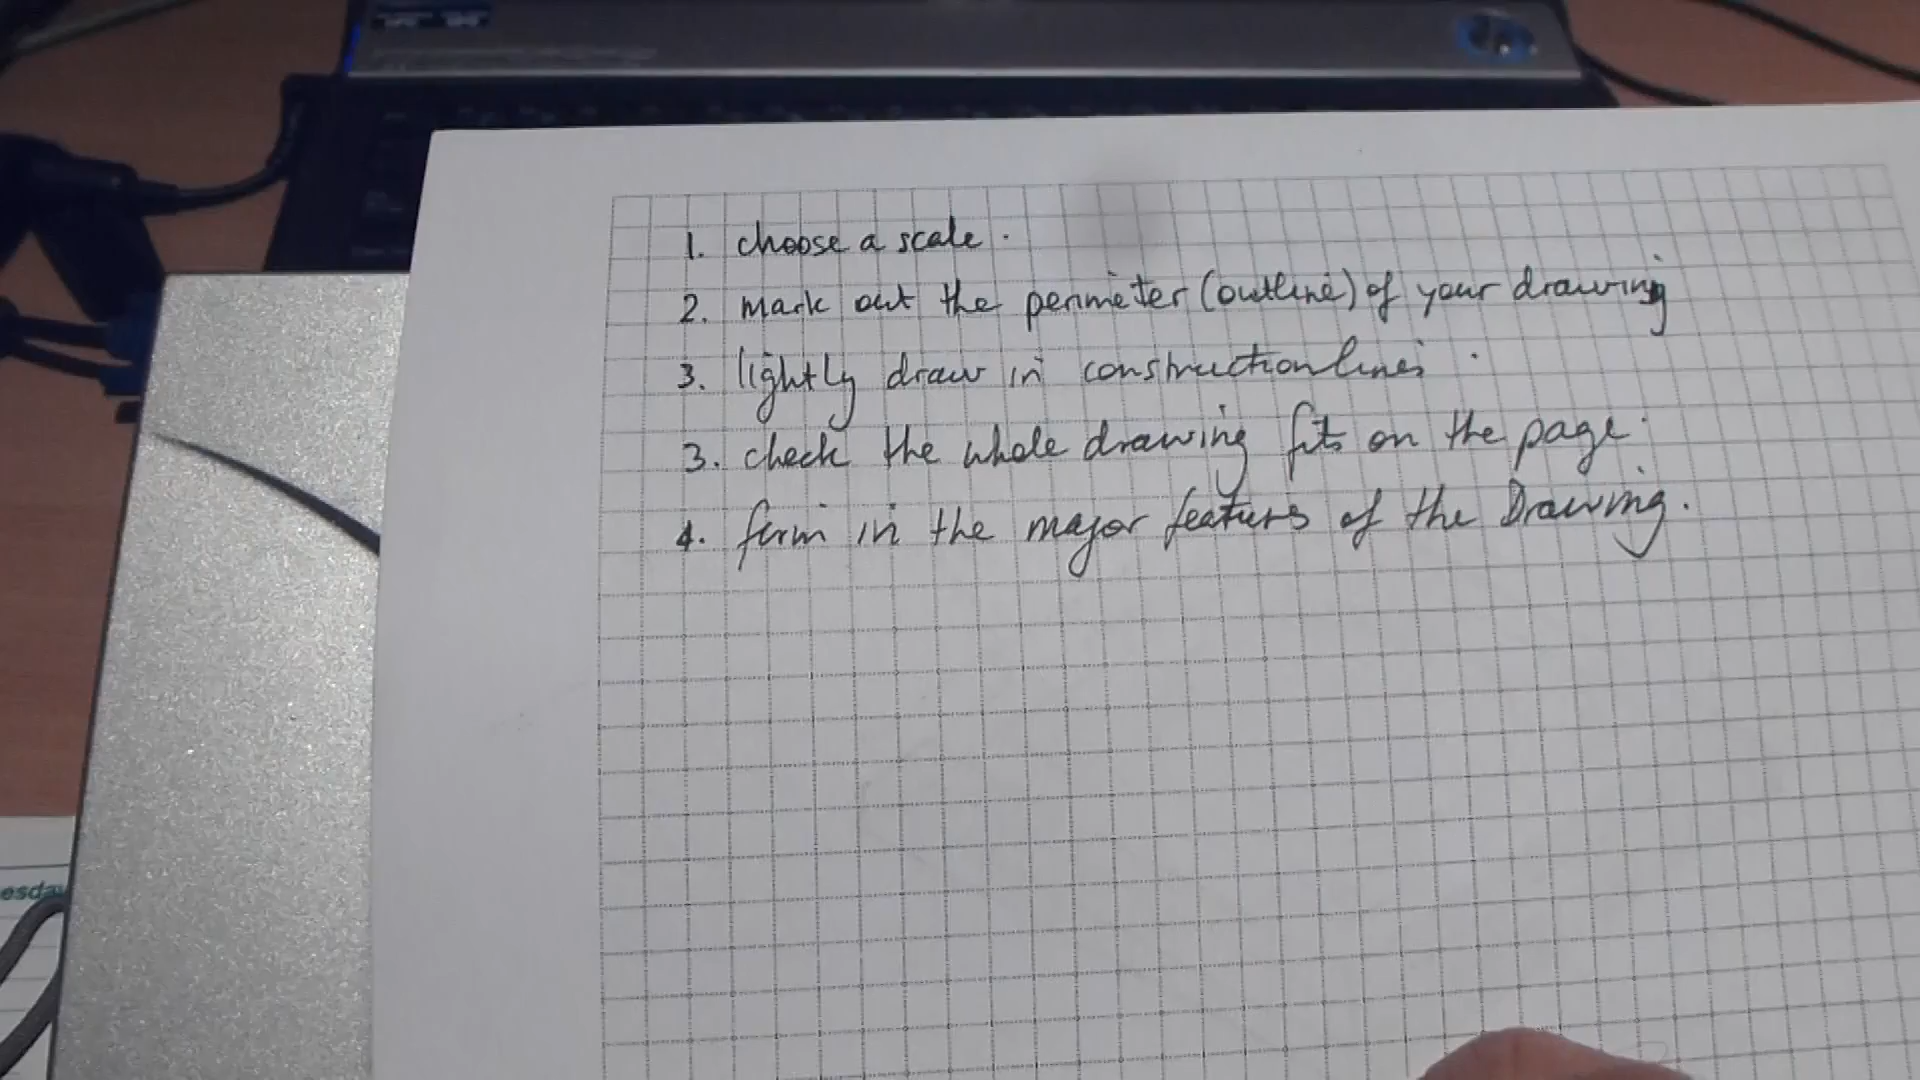 1. choose a scale.
2. mark out the perimeter (outline) of your drawing
3. lightly draw in construction lines.
3. check the whole drawing fits on the page.
4. firm in the major features of the Drawing.
esda